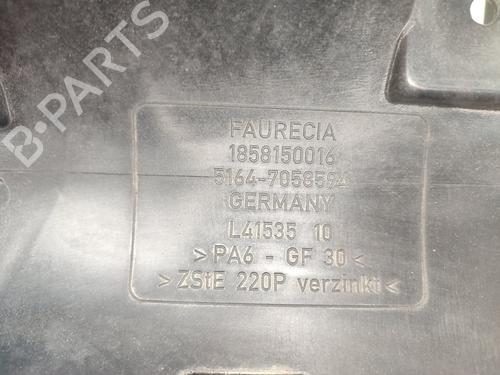 B-PARTS
FAURECIA
1858150016
5164-7058594
GERMANY
L41535 10
>PA6 - GF 30<
>ZStE 220P verzinkt<